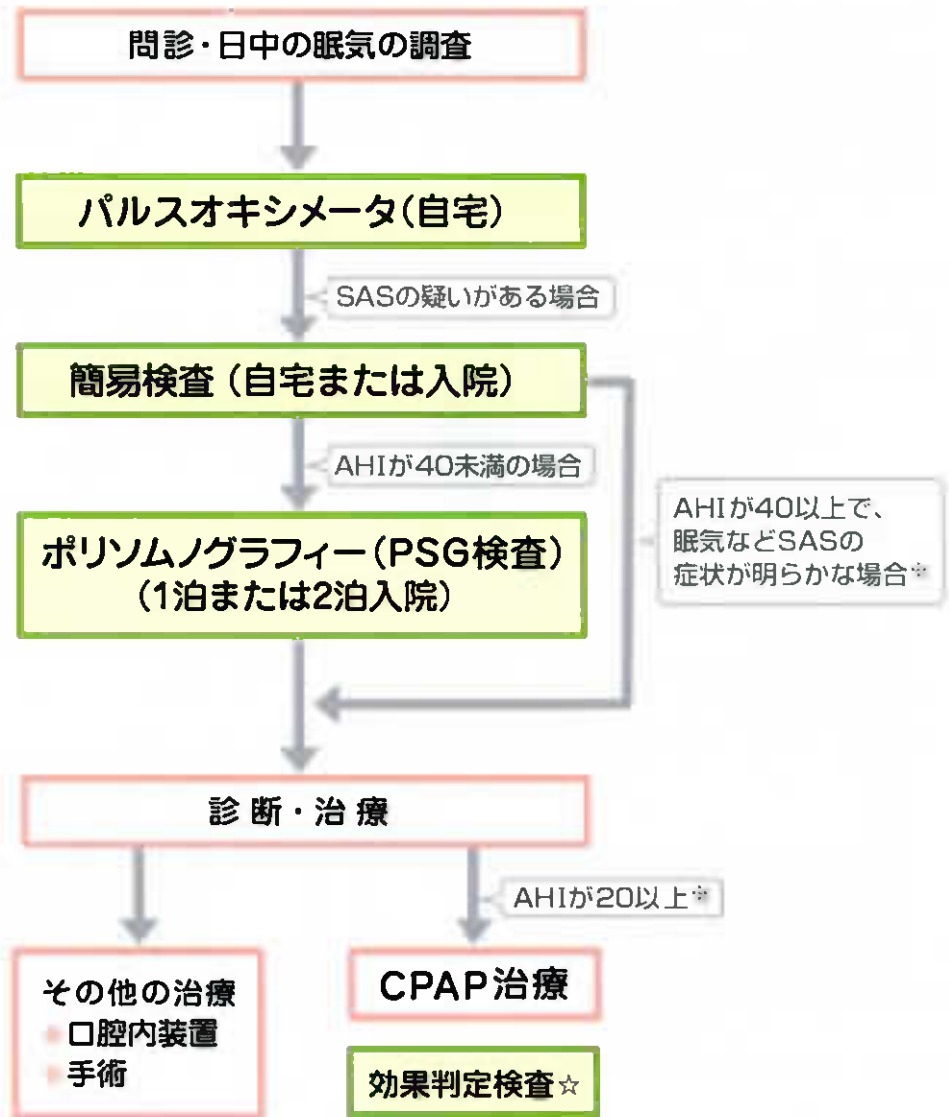 問診・日中の眠気の調査
パルスオキシメータ(自宅)
SASの疑いがある場合
簡易検査(自宅または入院)
AHIが40未満の場合
AHIが40以上で、
眠気などSASの
症状が明らかな場合※
ポリソムノグラフィー(PSG検査)
(1泊または2泊入院)
診断・治療
AHIが20以上※
その他の治療
口腔内装置
手術
CPAP治療
効果判定検査☆